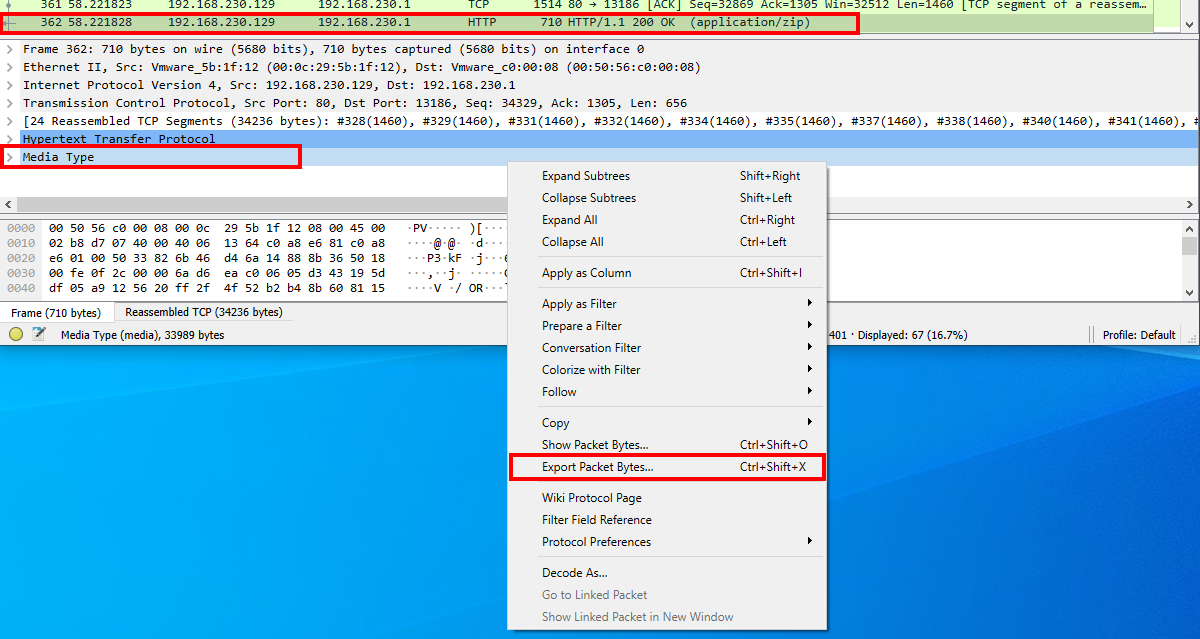 361 58.221823 192.168.230.129 192.168.230.1 TCP 1514 80 → 13186 [ACK] Seq=32869 Ack=1305 Win=32512 Len=1460 [TCP segment of a reassem…
362 58.221828 192.168.230.129 192.168.230.1 HTTP 710 HTTP/1.1 200 OK (application/zip)
Frame 362: 710 bytes on wire (5680 bits), 710 bytes captured (5680 bits) on interface 0
Ethernet II, Src: Vmware_5b:1f:12 (00:0c:29:5b:1f:12), Dst: Vmware_c0:00:08 (00:50:56:c0:00:08)
Internet Protocol Version 4, Src: 192.168.230.129, Dst: 192.168.230.1
Transmission Control Protocol, Src Port: 80, Dst Port: 13186, Seq: 34329, Ack: 1305, Len: 656
[24 Reassembled TCP Segments (34236 bytes): #328(1460), #329(1460), #331(1460), #332(1460), #334(1460), #335(1460), #337(1460), #338(1460), #340(1460), #341(1460), #
Hypertext Transfer Protocol
Media Type
Expand Subtrees Shift+Right
Collapse Subtrees Shift+Left
Expand All Ctrl+Right
Collapse All Ctrl+Left
Apply as Column Ctrl+Shift+I
Apply as Filter
Prepare a Filter
Conversation Filter
Colorize with Filter
Follow
Copy
Show Packet Bytes... Ctrl+Shift+O
Export Packet Bytes... Ctrl+Shift+X
Wiki Protocol Page
Filter Field Reference
Protocol Preferences
Decode As...
Go to Linked Packet
Show Linked Packet in New Window
0000 00 50 56 c0 00 08 00 0c 29 5b 1f 12 08 00 45 00 ·PV····· )[··
0010 02 b8 d7 07 40 00 40 06 13 64 c0 a8 e6 81 c0 a8 ····@·@· ·d··
0020 e6 01 00 50 33 82 6b 46 d4 6a 14 88 8b 36 50 18 ···P3·kF ·j··
0030 00 fe 0f 2c 00 00 6a d6 ea c0 06 05 d3 43 19 5d ···,··j· ····
0040 df 05 a9 12 56 20 ff 2f 4f 52 b2 b4 8b 60 81 15 ····V ·/ OR··
Frame (710 bytes) Reassembled TCP (34236 bytes)
Media Type (media), 33989 bytes
401 · Displayed: 67 (16.7%)
Profile: Default